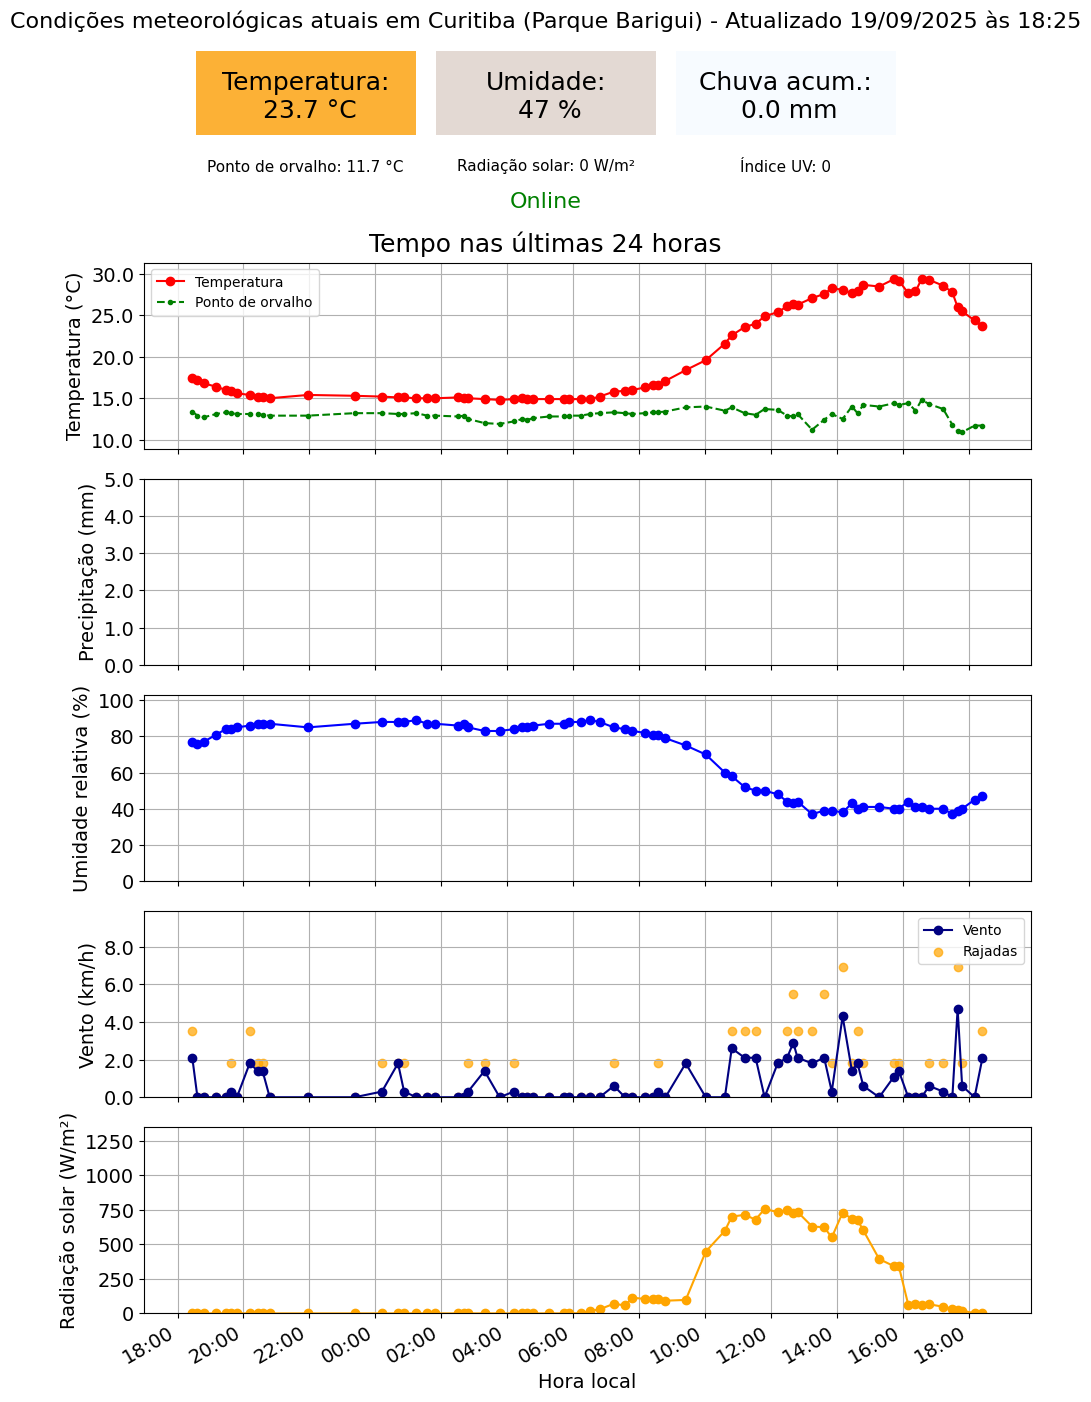 Condições meteorológicas atuais em Curitiba (Parque Barigui) - Atualizado 19/09/2025 às 18:25
Temperatura:
23.7 °C
Umidade:
47 %
Chuva acum.:
0.0 mm
Ponto de orvalho: 11.7 °C
Radiação solar: 0 W/m²
Índice UV: 0
Online
Tempo nas últimas 24 horas
Temperatura (°C)
30.0
25.0
20.0
15.0
10.0
Temperatura
Ponto de orvalho
Precipitação (mm)
5.0
4.0
3.0
2.0
1.0
0.0
Umidade relativa (%)
100
80
60
40
20
0
Vento (km/h)
8.0
6.0
4.0
2.0
0.0
Vento
Rajadas
Radiação solar (W/m²)
1250
1000
750
500
250
0
18:00
20:00
22:00
00:00
02:00
04:00
06:00
08:00
10:00
12:00
14:00
16:00
18:00
Hora local